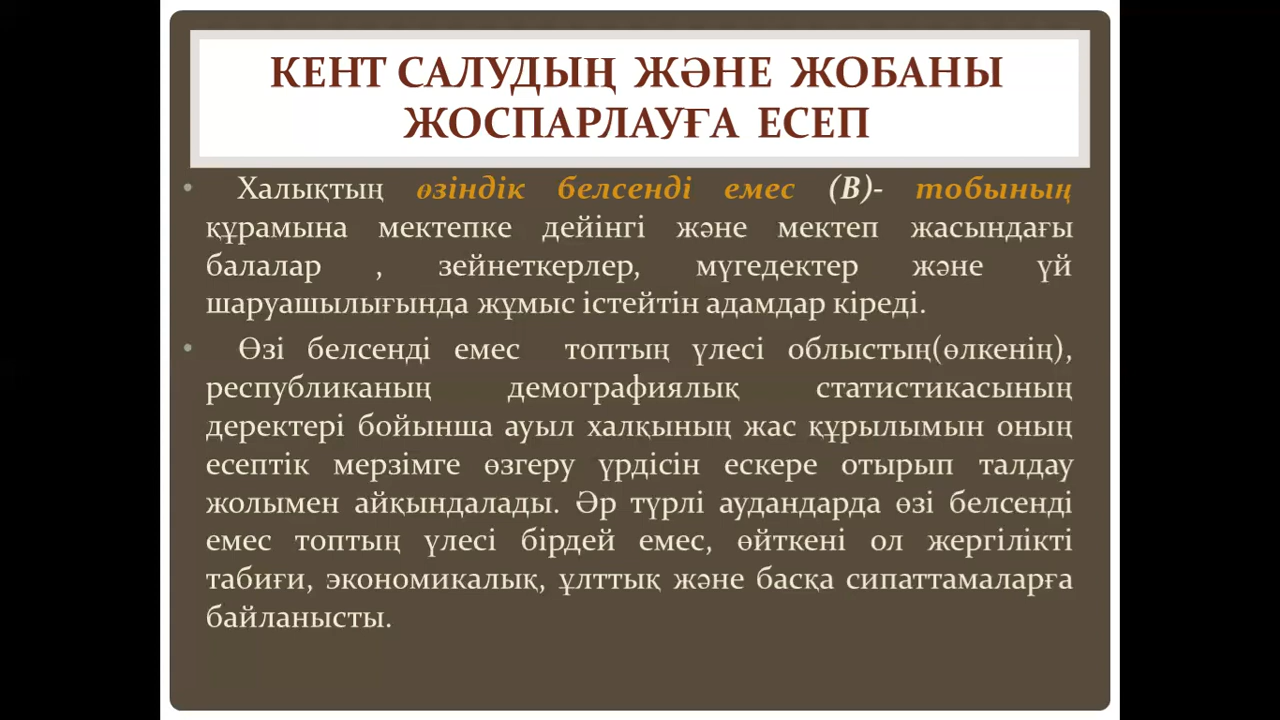 КЕНТ САЛУДЫҢ ЖӘНЕ ЖОБАНЫ
ЖОСПАРЛАУҒА ЕСЕП
• Халықтың өзіндік белсенді емес (В)- тобының
құрамына мектепке дейінгі және мектеп жасындағы
балалар , зейнеткерлер, мүгедектер және үй
шаруашылығында жұмыс істейтін адамдар кіреді.
• Өзі белсенді емес топтың үлесі облыстың(өлкенің),
республиканың демографиялық статистикасының
деректері бойынша ауыл халқының жас құрылымын оның
есептік мерзімге өзгеру үрдісін ескере отырып талдау
жолымен айқындалады. Әр түрлі аудандарда өзі белсенді
емес топтың үлесі бірдей емес, өйткені ол жергілікті
табиғи, экономикалық, ұлттық және басқа сипаттамаларға
байланысты.